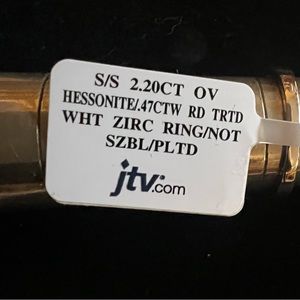 S/S 2.20CT OV
HESSONITE/.47CTW RD TRTD
WHT ZIRC RING/NOT
SZBL/PLTD
jtv.com